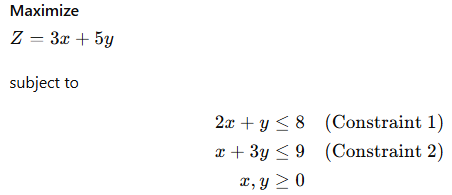 Maximize
Z = 3x + 5y
subject to
2x + y ≤ 8 (Constraint 1)
x + 3y ≤ 9 (Constraint 2)
x, y ≥ 0